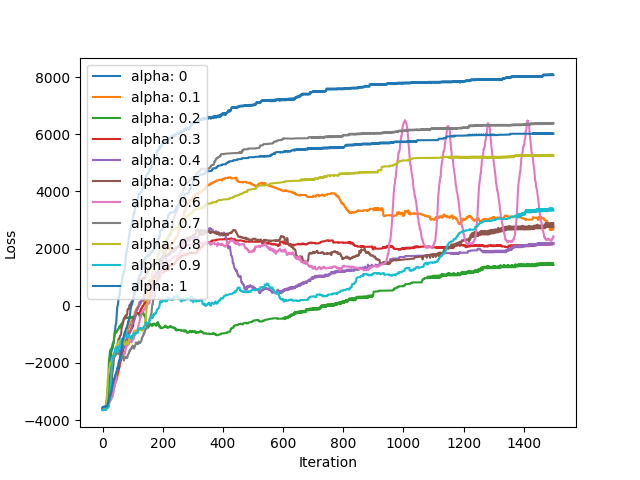 8000
6000
4000
2000
0
−2000
−4000
Loss
alpha: 0
alpha: 0.1
alpha: 0.2
alpha: 0.3
alpha: 0.4
alpha: 0.5
alpha: 0.6
alpha: 0.7
alpha: 0.8
alpha: 0.9
alpha: 1
0 200 400 600 800 1000 1200 1400
Iteration